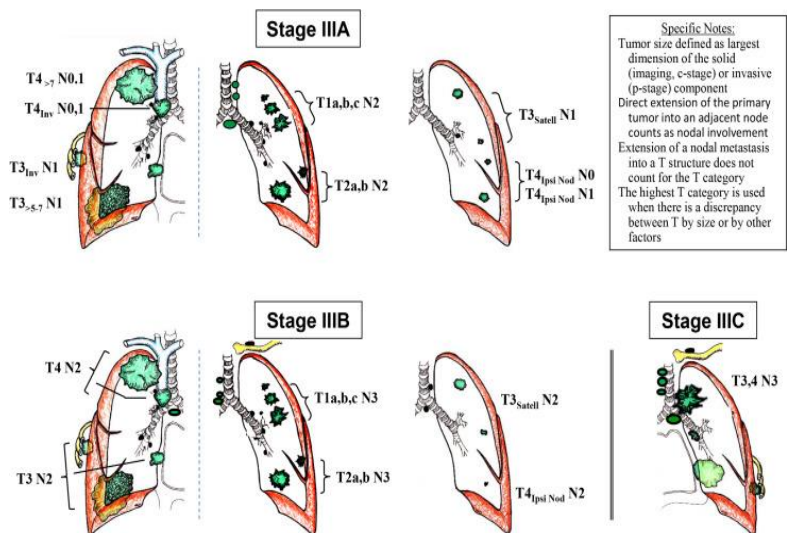 Stage IIIA
T4 >7 N0,1
T4Inv N0,1
T3Inv N1
T3>5-7 N1
T1a,b,c N2
T2a,b N2
T3Satell N1
T4Ipsi Nod N0
T4Ipsi Nod N1
Specific Notes:
Tumor size defined as largest
dimension of the solid
(imaging, c-stage) or invasive
(p-stage) component
Direct extension of the primary
tumor into an adjacent node
counts as nodal involvement
Extension of a nodal metastasis
into a T structure does not
count for the T category
The highest T category is used
when there is a discrepancy
between T by size or by other
factors
Stage IIIB
T4 N2
T3 N2
T1a,b,c N3
T2a,b N3
T3Satell N2
T4Ipsi Nod N2
Stage IIIC
T3,4 N3